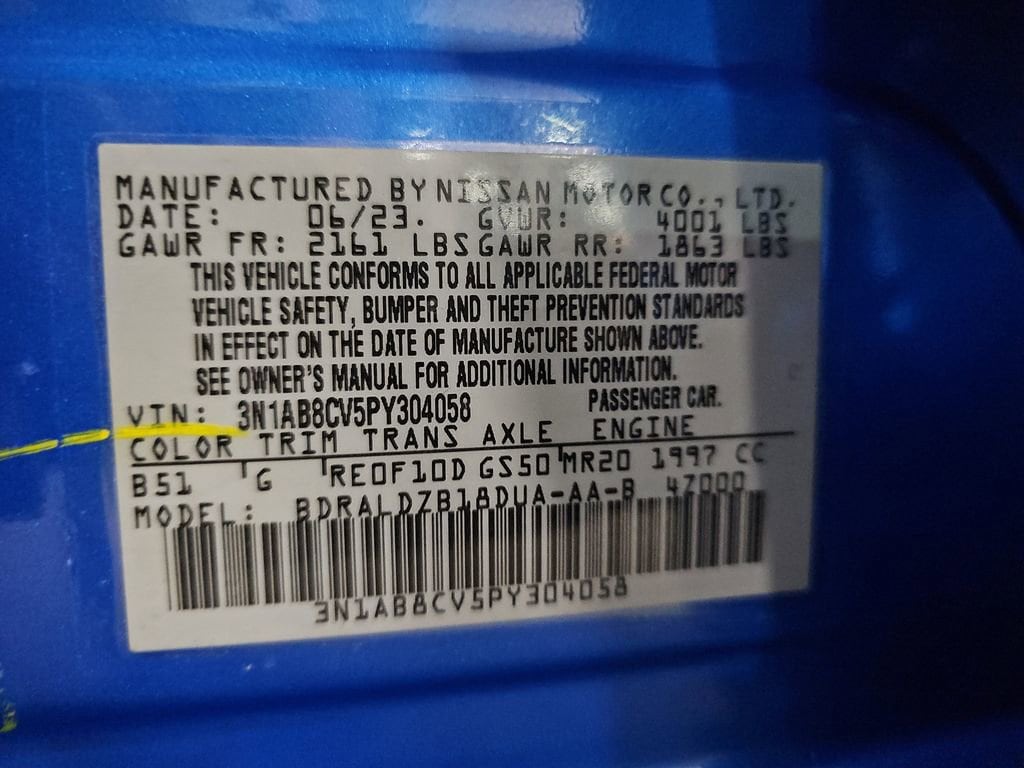 MANUFACTURED BY NISSAN MOTOR CO., LTD.
DATE: 06/23. GVWR: 4001 LBS
GAWR FR: 2161 LBS GAWR RR: 1863 LBS
THIS VEHICLE CONFORMS TO ALL APPLICABLE FEDERAL MOTOR
VEHICLE SAFETY, BUMPER AND THEFT PREVENTION STANDARDS
IN EFFECT ON THE DATE OF MANUFACTURE SHOWN ABOVE.
SEE OWNER'S MANUAL FOR ADDITIONAL INFORMATION.
VIN: 3N1AB8CV5PY304058 PASSENGER CAR.
COLOR TRIM TRANS AXLE ENGINE
B51 G RE0F10D GS50 MR20 1997 CC
MODEL: BDRALDZB18DUA-AA-B 47000
3N1AB8CV5PY304058